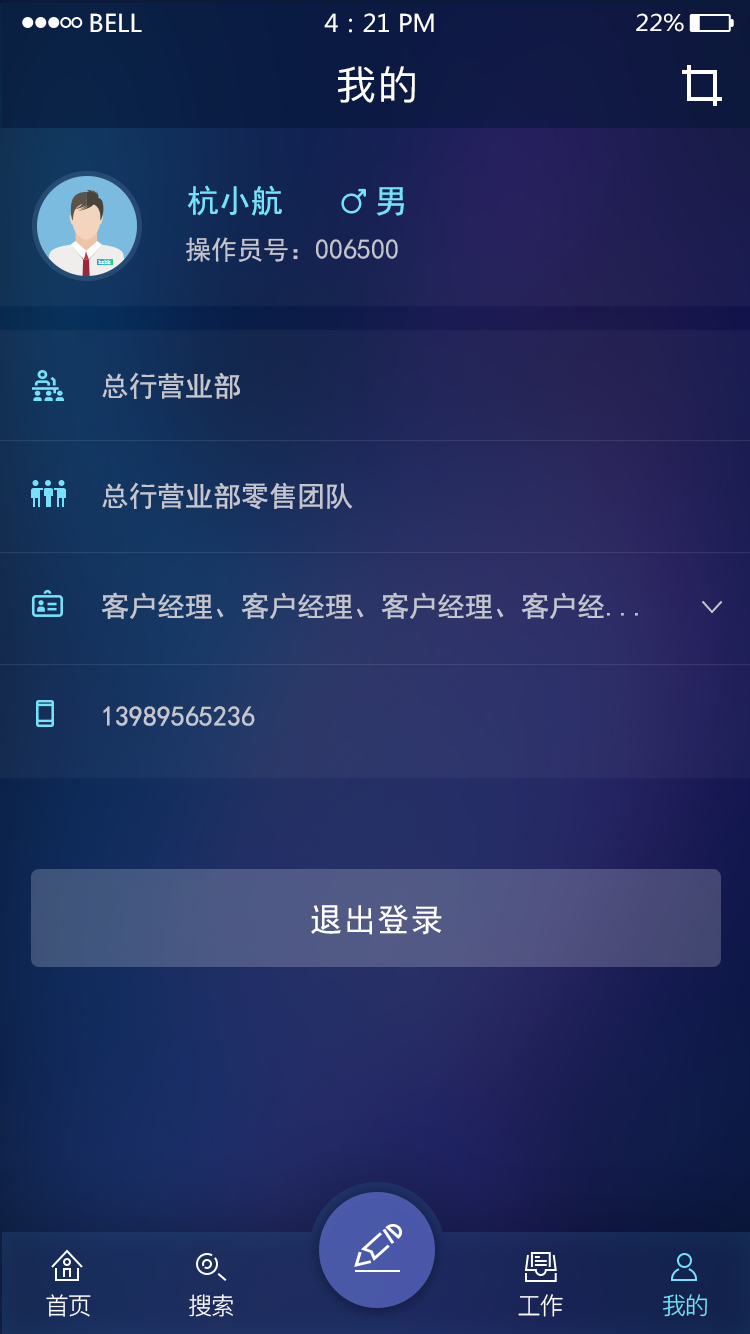 BELL 4：21 PM 22%
我的
杭小航 男
操作员号：006500
总行营业部
总行营业部零售团队
客户经理、客户经理、客户经理、客户经...
13989565236
退出登录
首页 搜索 工作 我的